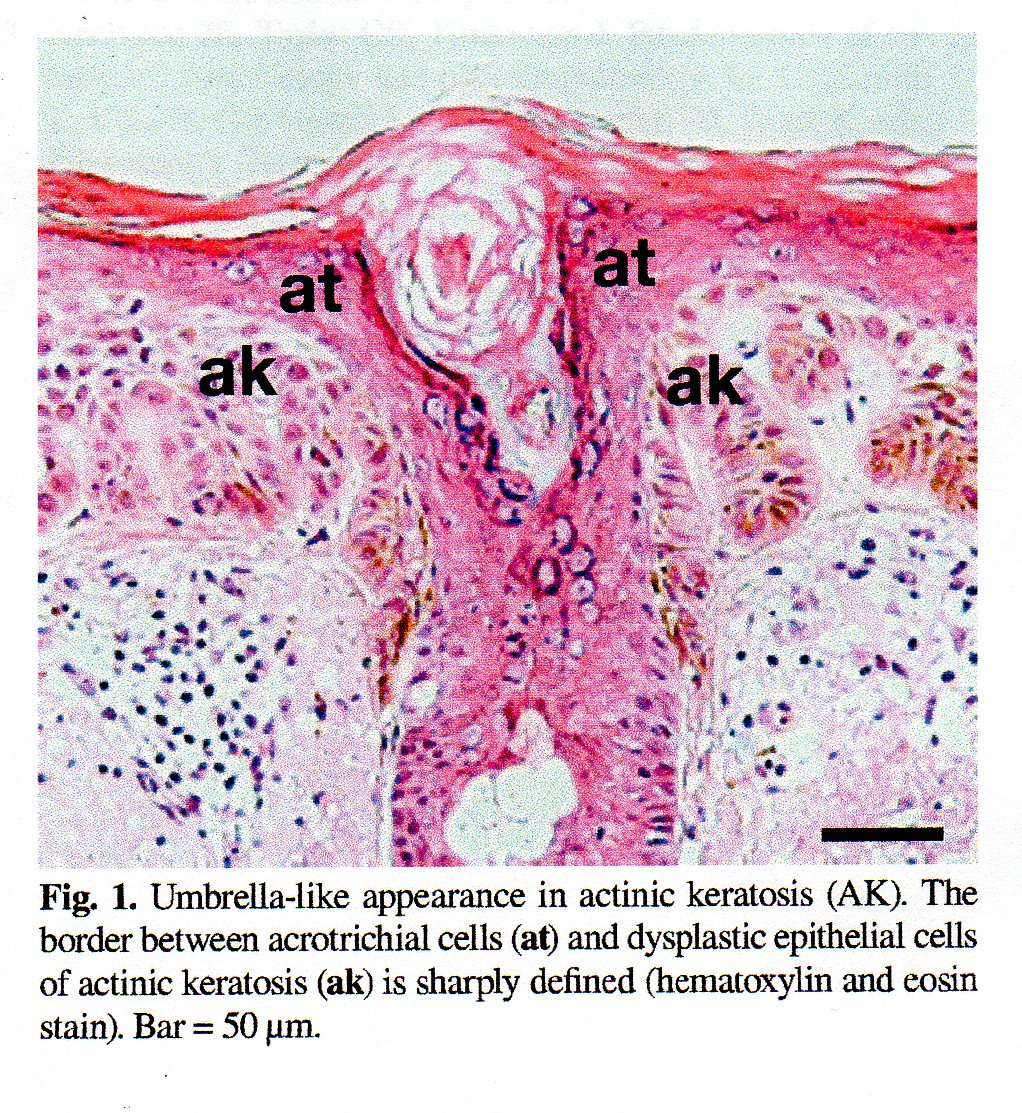 at
at
ak
ak
Fig. 1. Umbrella-like appearance in actinic keratosis (AK). The
border between acrotrichial cells (at) and dysplastic epithelial cells
of actinic keratosis (ak) is sharply defined (hematoxylin and eosin
stain). Bar = 50 μm.